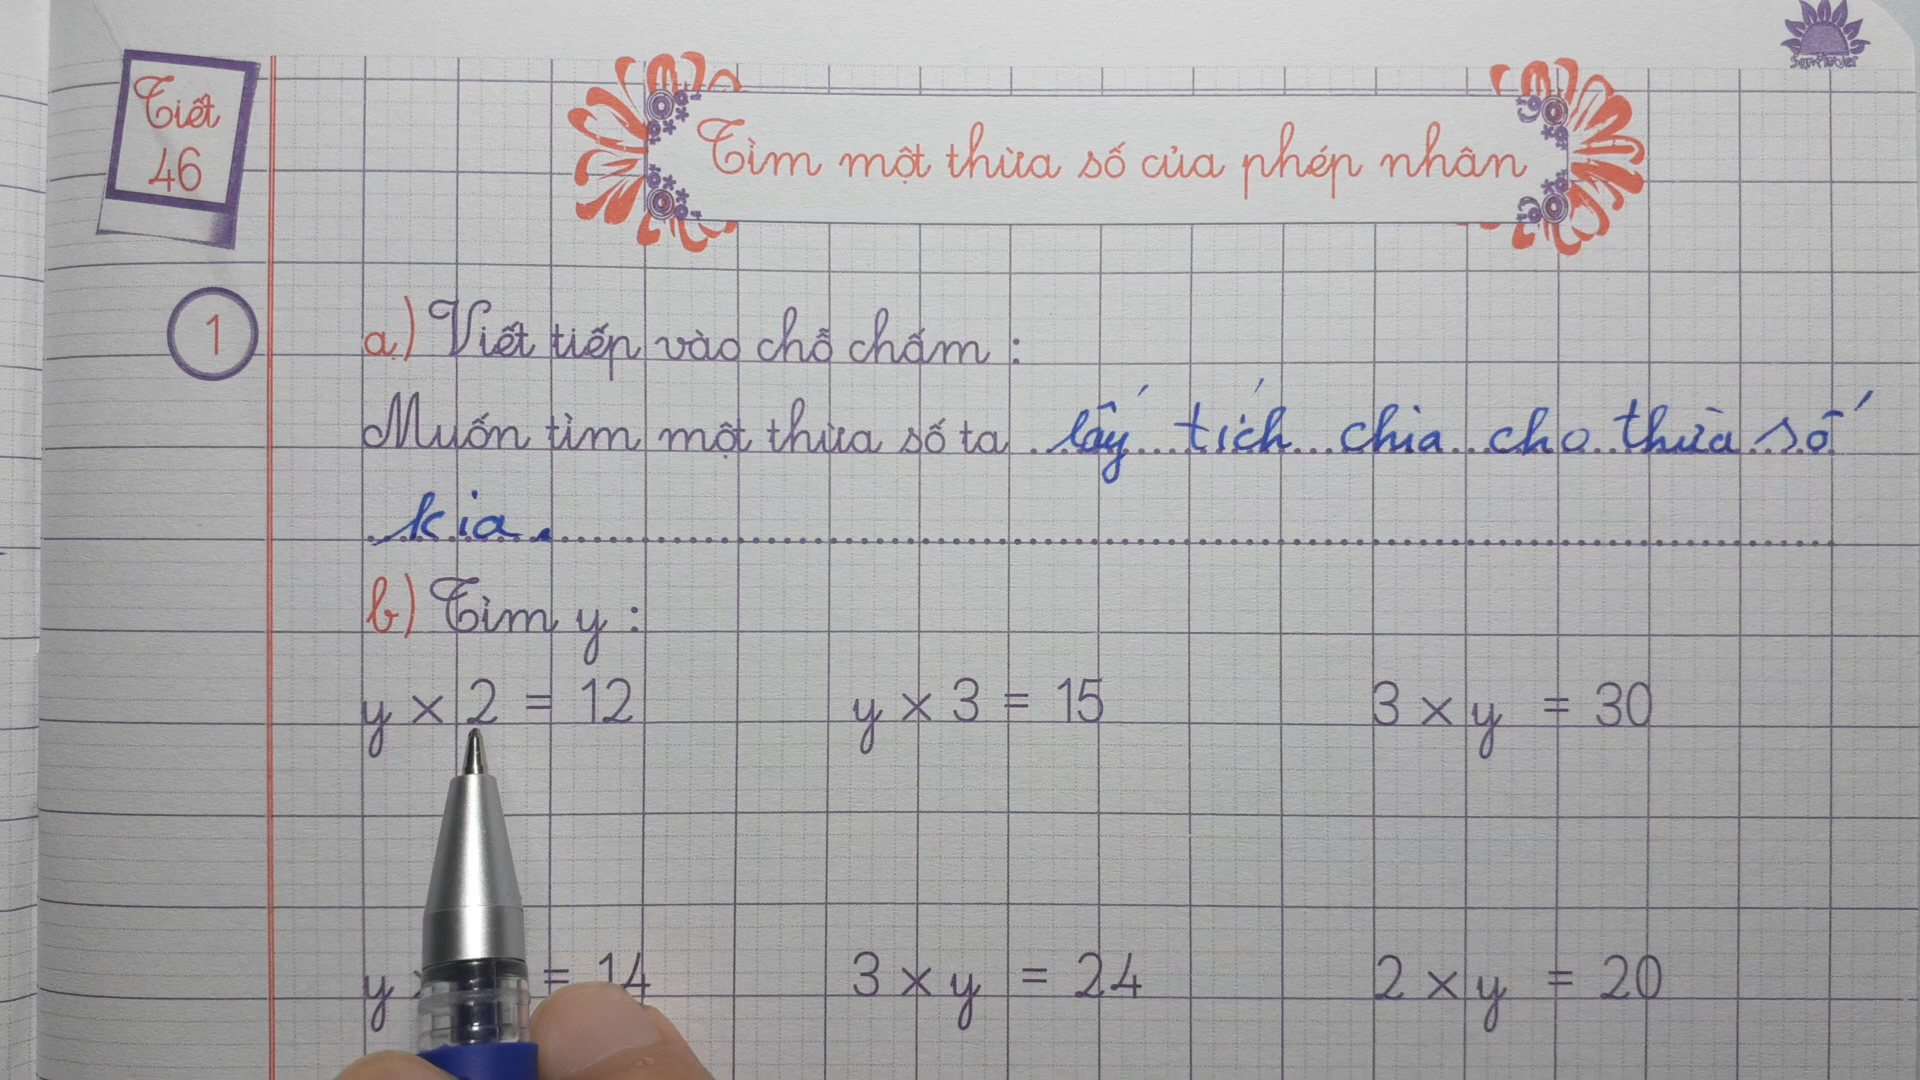 Sunflower
Tiết
46
Tìm một thừa số của phép nhân
1
a) Viết tiếp vào chỗ chấm :
Muốn tìm một thừa số ta lấy tích chia cho thừa số
kia.
b) Tìm y :
y × 2 = 12 y × 3 = 15 3 × y = 30
y = 14 3 × y = 24 2 × y = 20